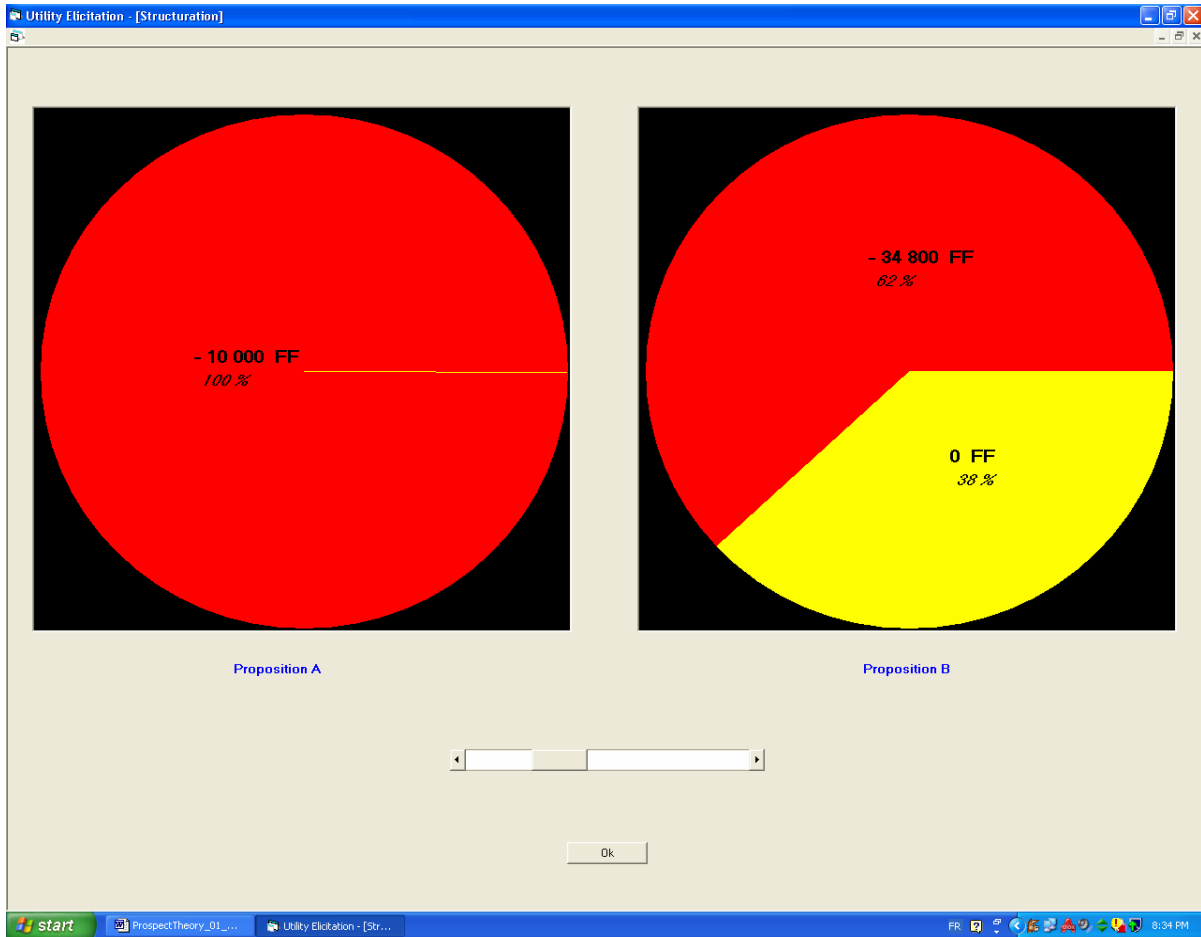 Utility Elicitation - [Structuration]
- 10 000 FF
100 %
- 34 800 FF
62 %
0 FF
38 %
Proposition A
Proposition B
Ok
start
ProspectTheory_01_...
Utility Elicitation - [Str...
FR
8:34 PM